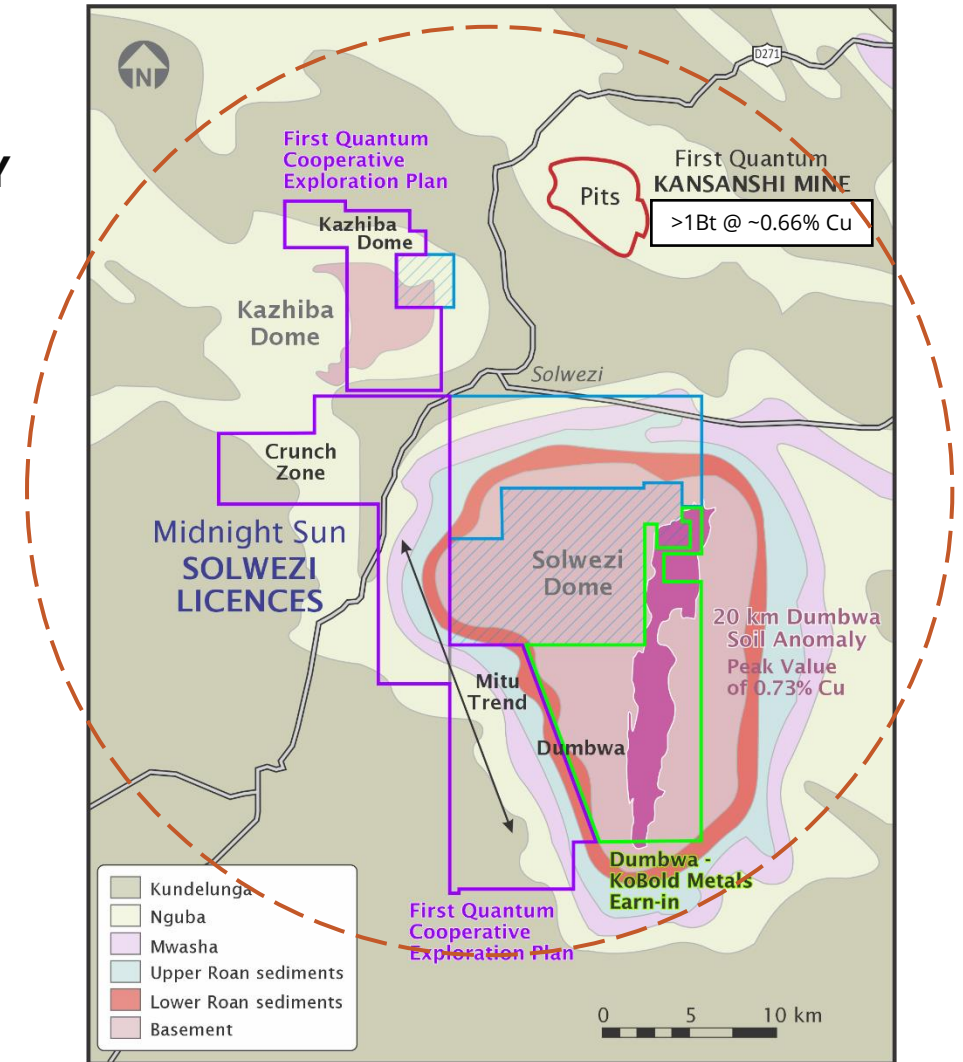 Y
N
D271
First Quantum
Cooperative
Exploration Plan
First Quantum
KANSANSHI MINE
Pits
>1Bt @ ~0.66% Cu
Kazhiba
Dome
Kazhiba
Dome
Solwezi
Crunch
Zone
Midnight Sun
SOLWEZI
LICENCES
Solwezi
Dome
20 km Dumbwa
Soil Anomaly
Peak Value
of 0.73% Cu
Mitu
Trend
Dumbwa
Dumbwa -
KoBold Metals
Earn-in
First Quantum
Cooperative
Exploration Plan
Kundelunga
Nguba
Mwasha
Upper Roan sediments
Lower Roan sediments
Basement
0 5 10 km